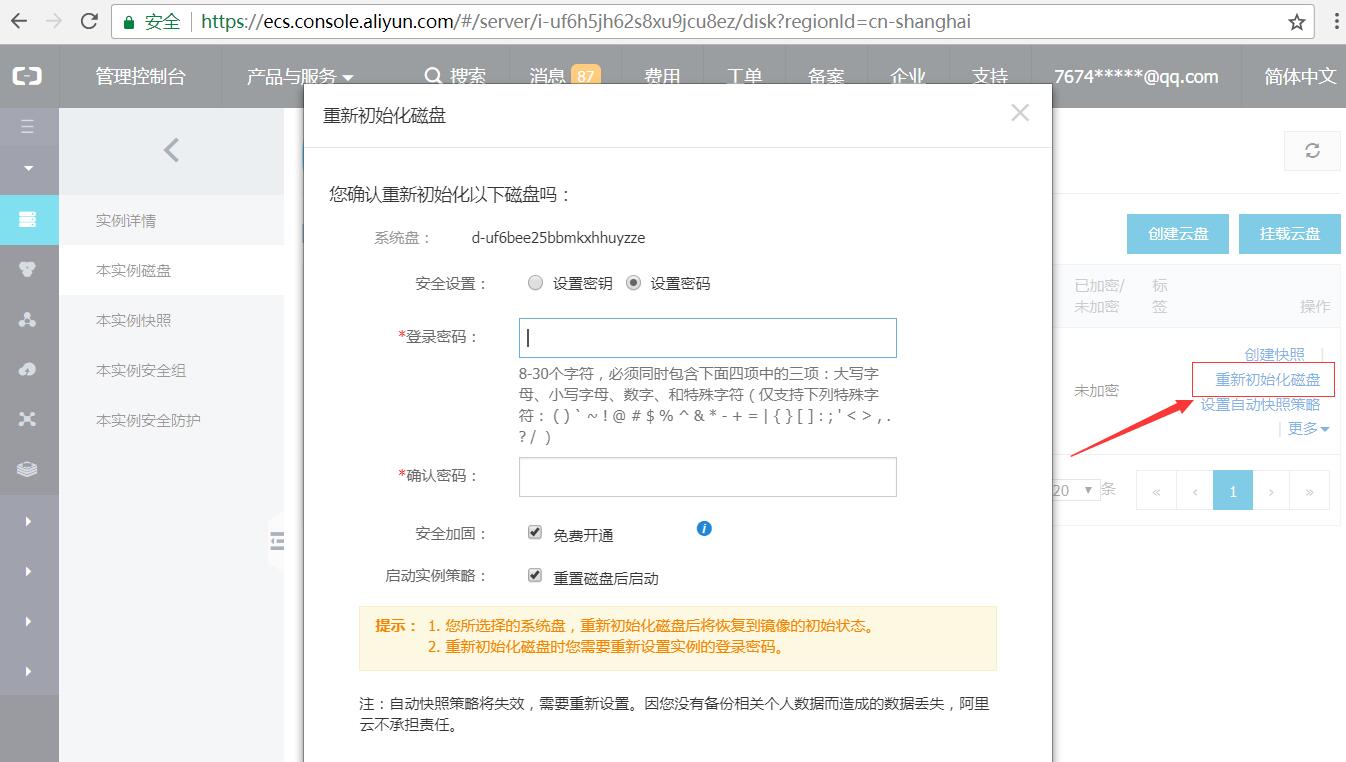 安全 https://ecs.console.aliyun.com/#/server/i-uf6h5jh62s8xu9jcu8ez/disk?regionId=cn-shanghai
管理控制台 产品与服务 搜索 消息 87 费用 工单 备案 企业 支持 7674*****@qq.com 简体中文
重新初始化磁盘
实例详情
本实例磁盘
本实例快照
本实例安全组
本实例安全防护
您确认重新初始化以下磁盘吗：
系统盘： d-uf6bee25bbmkxhhuyzze
安全设置： 设置密钥 设置密码
*登录密码：
8-30个字符，必须同时包含下面四项中的三项：大写字
母、小写字母、数字、和特殊字符（仅支持下列特殊字
符： ( ) ` ~ ! @ # $ % ^ & * - + = | { } [ ] : ; ' < > , .
? / ）
*确认密码：
安全加固： 免费开通
启动实例策略： 重置磁盘后启动
提示： 1. 您所选择的系统盘，重新初始化磁盘后将恢复到镜像的初始状态。
2. 重新初始化磁盘时您需要重新设置实例的登录密码。
注：自动快照策略将失效，需要重新设置。因您没有备份相关个人数据而造成的数据丢失，阿里
云不承担责任。
创建云盘 挂载云盘
已加密/ 标
未加密 签 操作
创建快照 |
未加密 重新初始化磁盘
设置自动快照策略
| 更多
20 条 « ‹ 1 › »